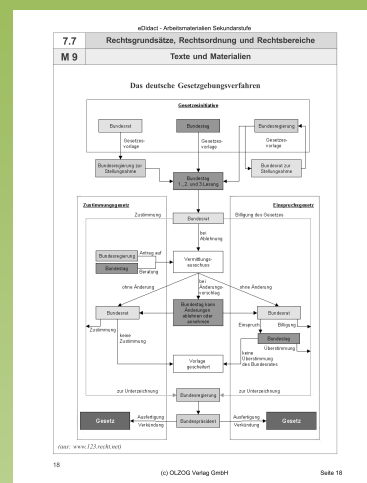 eDidact - Arbeitsmaterialien Sekundarstufe
7.7 Rechtsgrundsätze, Rechtsordnung und Rechtsbereiche
M 9 Texte und Materialien
Das deutsche Gesetzgebungsverfahren
Gesetzesinitiative
Bundesrat
Bundestag
Bundesregierung
Gesetzes-
vorlage
Gesetzes-
vorlage
Gesetzes-
vorlage
Bundesregierung zur
Stellungnahme
Bundesrat zur
Stellungnahme
Bundestag
1., 2. und 3.Lesung
Zustimmungsgesetz
Einspruchsgesetz
Zustimmung
Bundesrat
Billigung des Gesetzes
bei
Ablehnung
Bundesregierung
Antrag auf
Bundestag
Beratung
Vermittlungs-
ausschuss
ohne Änderung
bei
Änderungs-
vorschlag
ohne Änderung
Bundesrat
Bundestag kann
Änderungen
ablehnen oder
annehmen
Bundesrat
Zustimmung
keine
Zustimmung
Einspruch
Billigung
Bundestag
Überstimmung
keine
Überstimmung
des Bundesrates
Vorlage
gescheitert
zur Unterzeichnung
Bundesregierung
zur Unterzeichnung
Gesetz
Ausfertigung
Verkündung
Bundespräsident
Ausfertigung
Verkündung
Gesetz
(aus: www.123.recht.net)
18
(c) OLZOG Verlag GmbH
Seite 18